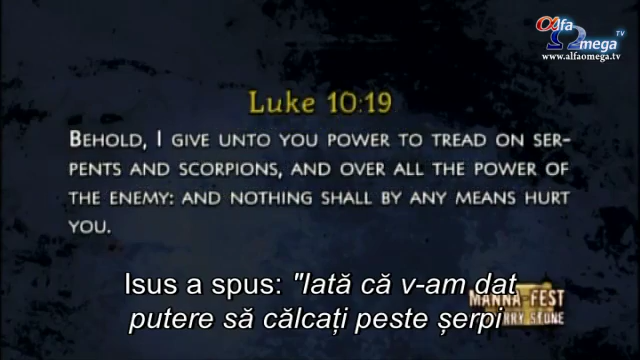 alfa
Omega TV
www.alfaomega.tv
Luke 10:19
BEHOLD, I GIVE UNTO YOU POWER TO TREAD ON SER-
PENTS AND SCORPIONS, AND OVER ALL THE POWER OF
THE ENEMY: AND NOTHING SHALL BY ANY MEANS HURT
YOU.
Isus a spus: "Iată că v-am dat
putere să călcați peste șerpi
MANNA-FEST